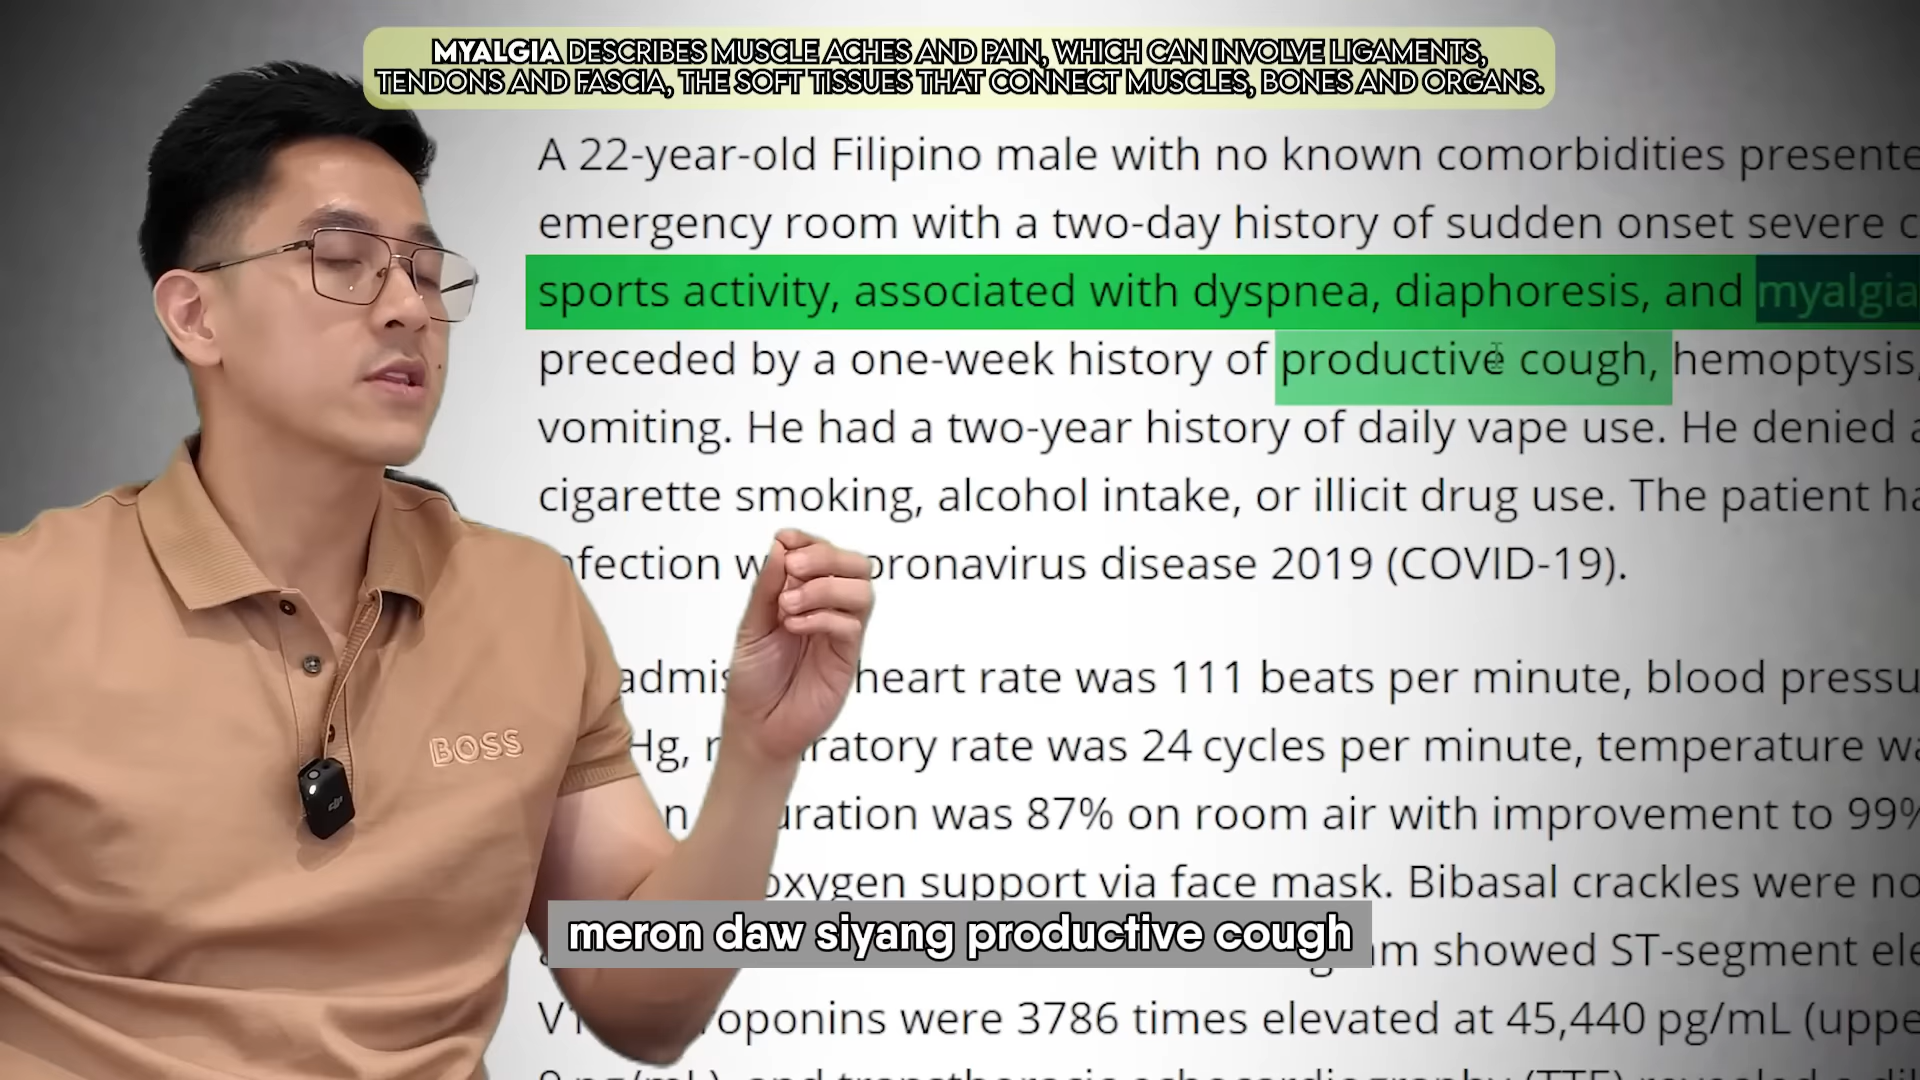 MYALGIA DESCRIBES MUSCLE ACHES AND PAIN, WHICH CAN INVOLVE LIGAMENTS,
TENDONS AND FASCIA, THE SOFT TISSUES THAT CONNECT MUSCLES, BONES AND ORGANS.
A 22-year-old Filipino male with no known comorbidities presente
emergency room with a two-day history of sudden onset severe c
sports activity, associated with dyspnea, diaphoresis, and myalgia
preceded by a one-week history of productive cough, hemoptysis,
vomiting. He had a two-year history of daily vape use. He denied a
cigarette smoking, alcohol intake, or illicit drug use. The patient ha
nfection w oronavirus disease 2019 (COVID-19).
admis heart rate was 111 beats per minute, blood pressu
Hg, r ratory rate was 24 cycles per minute, temperature wa
n uration was 87% on room air with improvement to 99%
oxygen support via face mask. Bibasal crackles were no
BOSS
dji
meron daw siyang productive cough
am showed ST-segment ele
V1 oponins were 3786 times elevated at 45,440 pg/mL (uppe